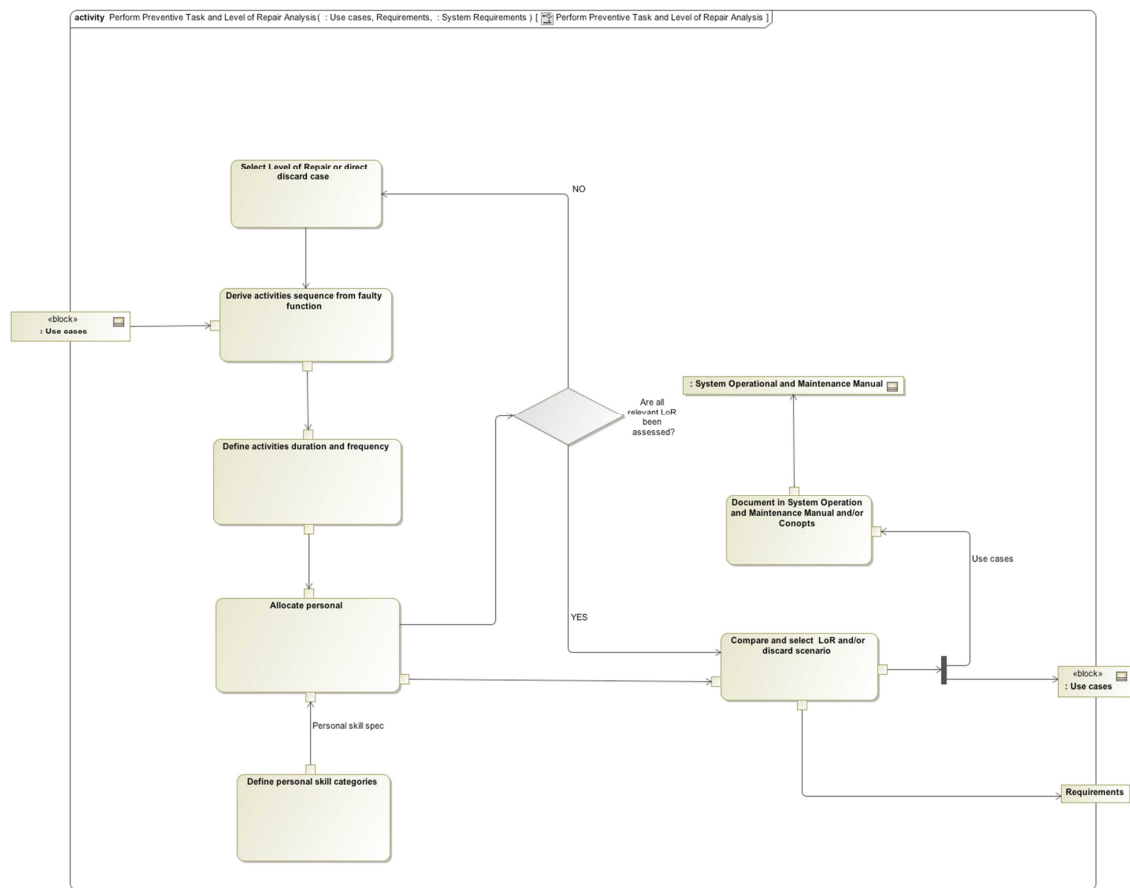 activity Perform Preventive Task and Level of Repair Analysis( : Use cases, Requirements, : System Requirements ) [ Perform Preventive Task and Level of Repair Analysis ]
Select Level of Repair or direct
discard case
NO
Derive activities sequence from faulty
function
«block»
: Use cases
: System Operational and Maintenance Manual
Are all
relevant LoR
been
assessed?
Define activities duration and frequency
Document in System Operation
and Maintenance Manual and/or
Conopts
Use cases
Allocate personal
YES
Compare and select LoR and/or
discard scenario
«block»
: Use cases
Personal skill spec
Define personal skill categories
Requirements